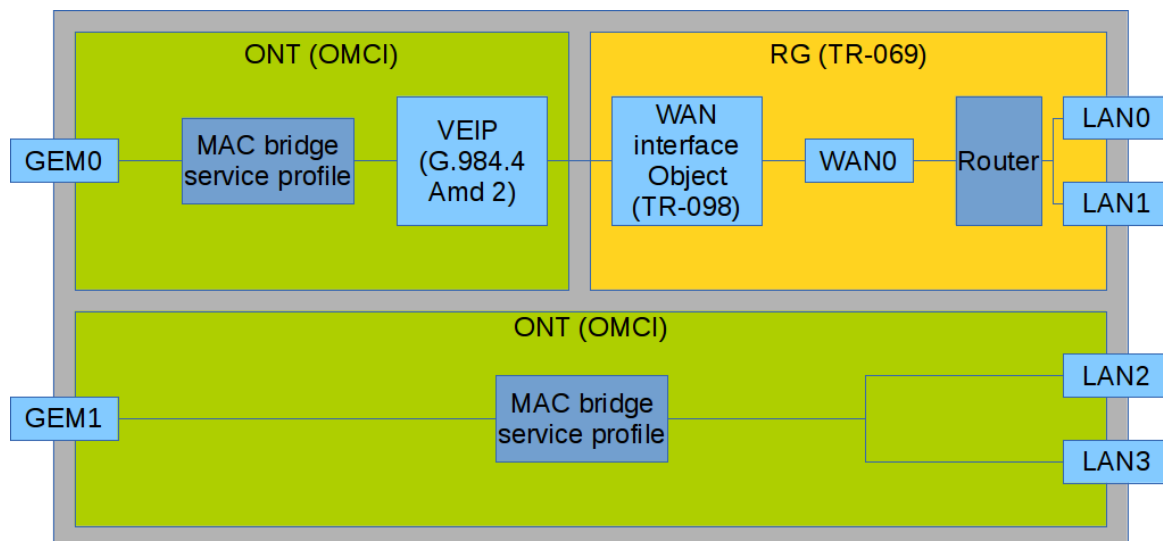 ONT (OMCI)
RG (TR-069)
GEM0
MAC bridge
service profile
VEIP
(G.984.4
Amd 2)
WAN
interface
Object
(TR-098)
WAN0
Router
LAN0
LAN1
ONT (OMCI)
GEM1
MAC bridge
service profile
LAN2
LAN3